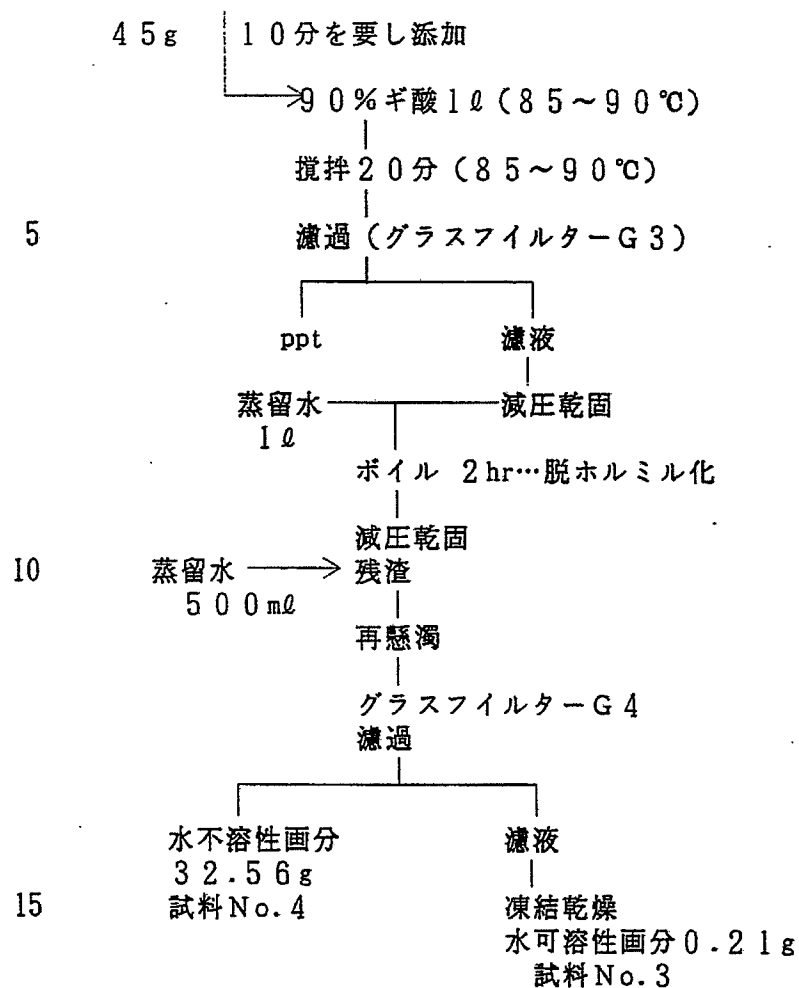 45g 10分を要し添加
90%ギ酸1ℓ(85~90℃)
撹拌20分(85~90℃)
5 濾過(グラスフイルターG3)
ppt 濾液
蒸留水 減圧乾固
1ℓ
ボイル 2hr…脱ホルミル化
減圧乾固
10 蒸留水 残渣
500mℓ
再懸濁
グラスフイルターG4
濾過
水不溶性画分 濾液
32.56g
15 試料No.4 凍結乾燥
水可溶性画分0.21g
試料No.3